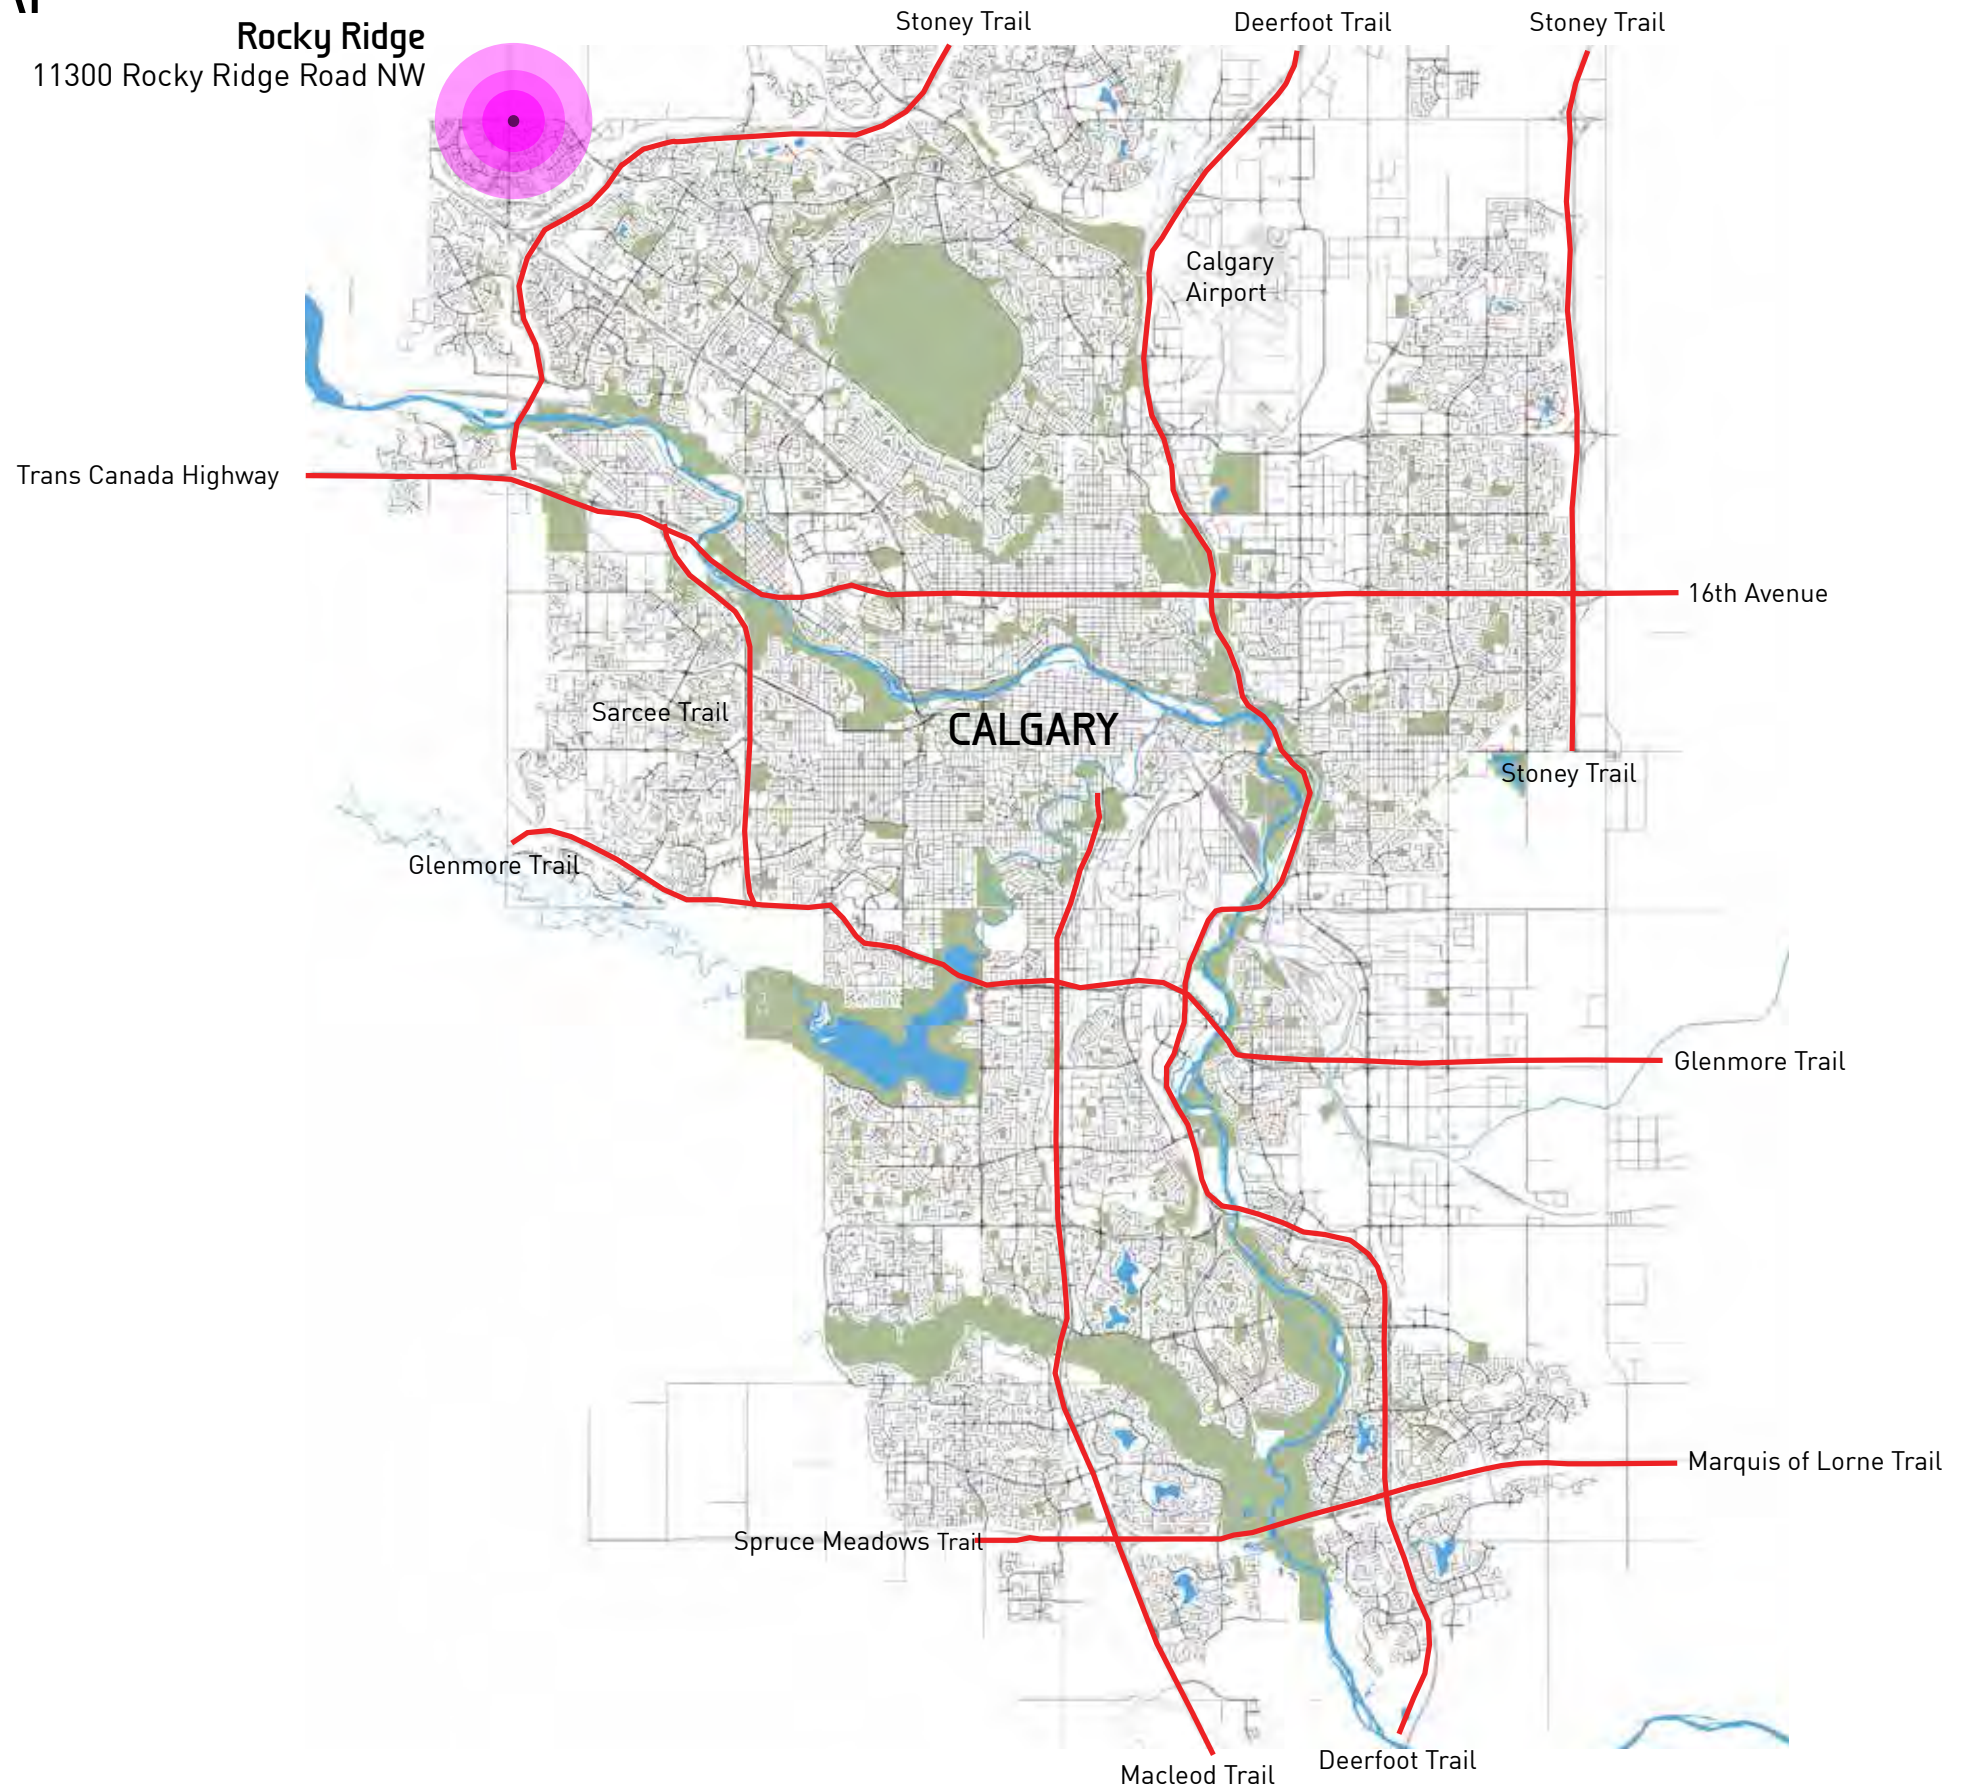 Stoney Trail
Deerfoot Trail
Stoney Trail
Rocky Ridge
11300 Rocky Ridge Road NW
Calgary
Airport
Trans Canada Highway
16th Avenue
Sarcee Trail
CALGARY
Stoney Trail
Glenmore Trail
Glenmore Trail
Marquis of Lorne Trail
Spruce Meadows Trail
Deerfoot Trail
Macleod Trail